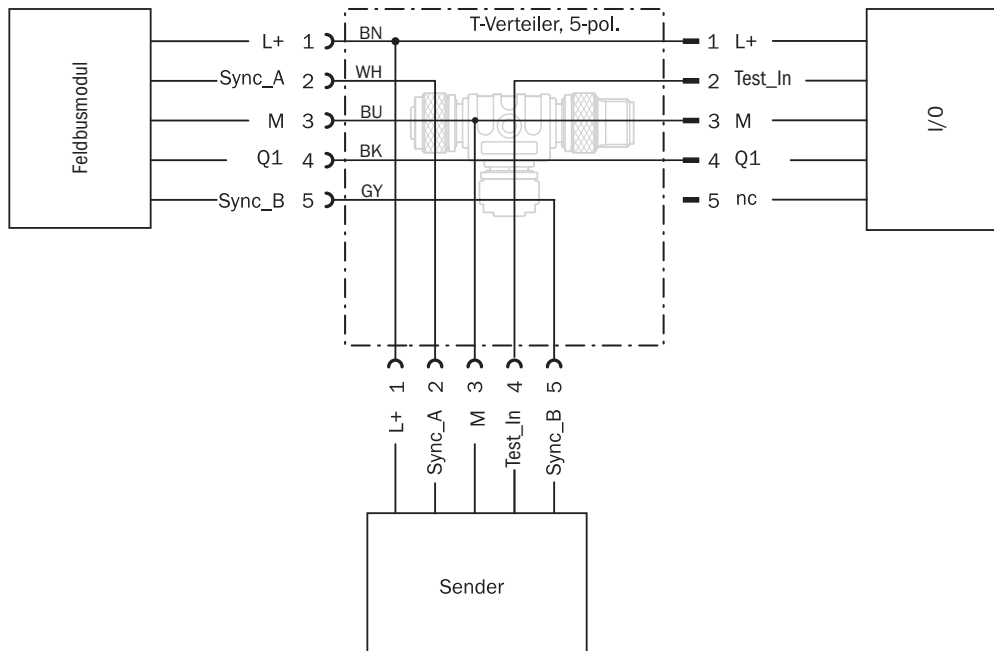 T-Verteiler, 5-pol.
Feldbusmodul
L+ 1 BN
Sync_A 2 WH
M 3 BU
Q1 4 BK
Sync_B 5 GY
1 L+
2 Test_In
3 M
4 Q1
5 nc
I/O
1 2 3 4 5
L+ Sync_A M Test_In Sync_B
Sender